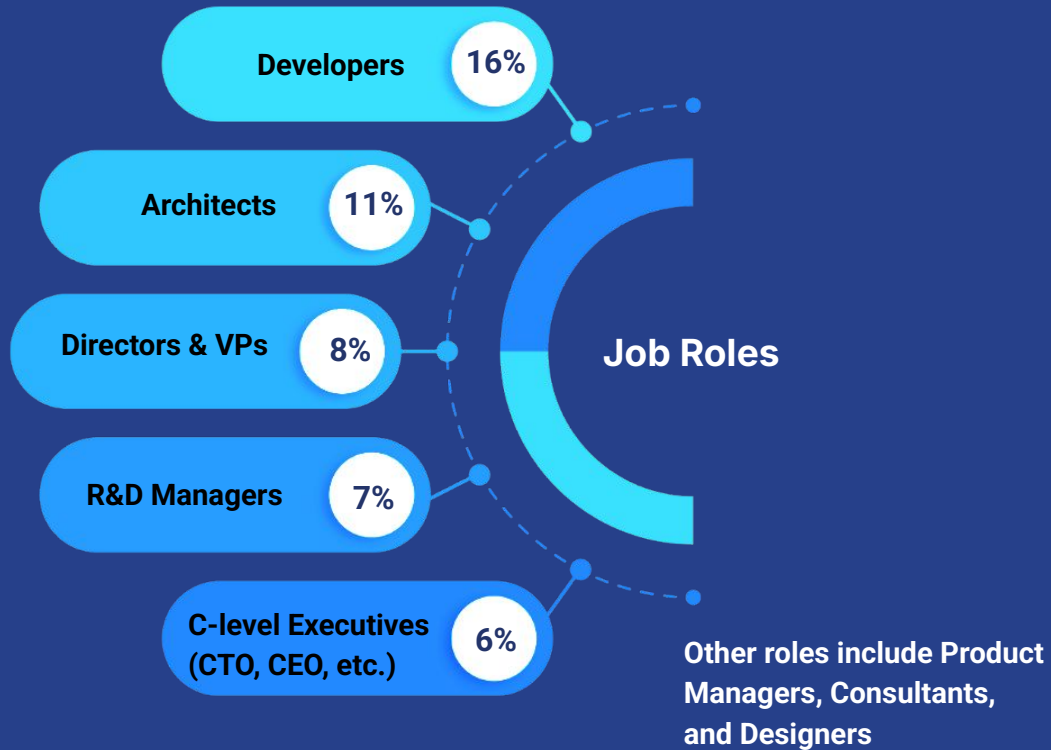 Developers
16%
Architects
11%
Directors & VPs
8%
Job Roles
R&D Managers
7%
C-level Executives
(CTO, CEO, etc.)
6%
Other roles include Product
Managers, Consultants,
and Designers